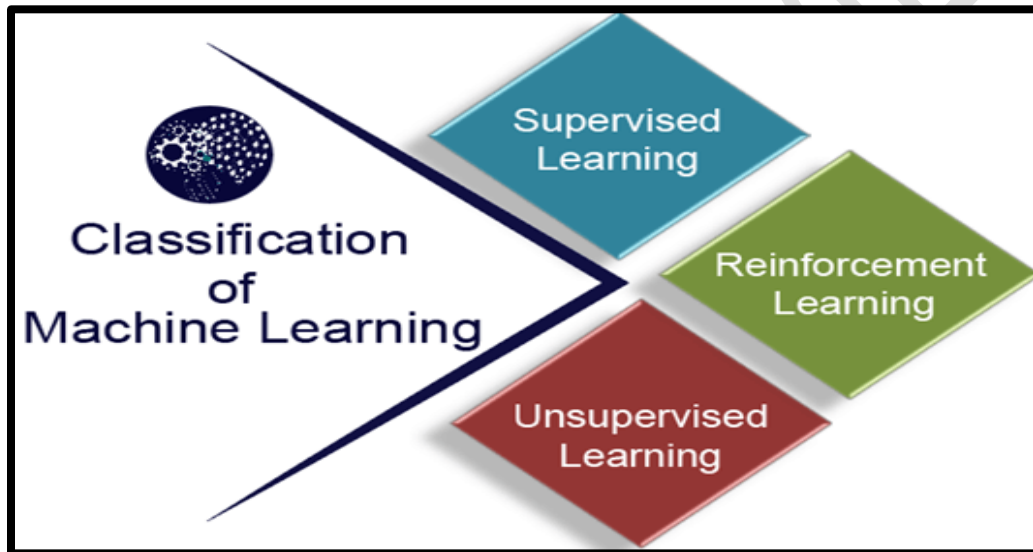 Classification
of
Machine Learning
Supervised
Learning
Reinforcement
Learning
Unsupervised
Learning